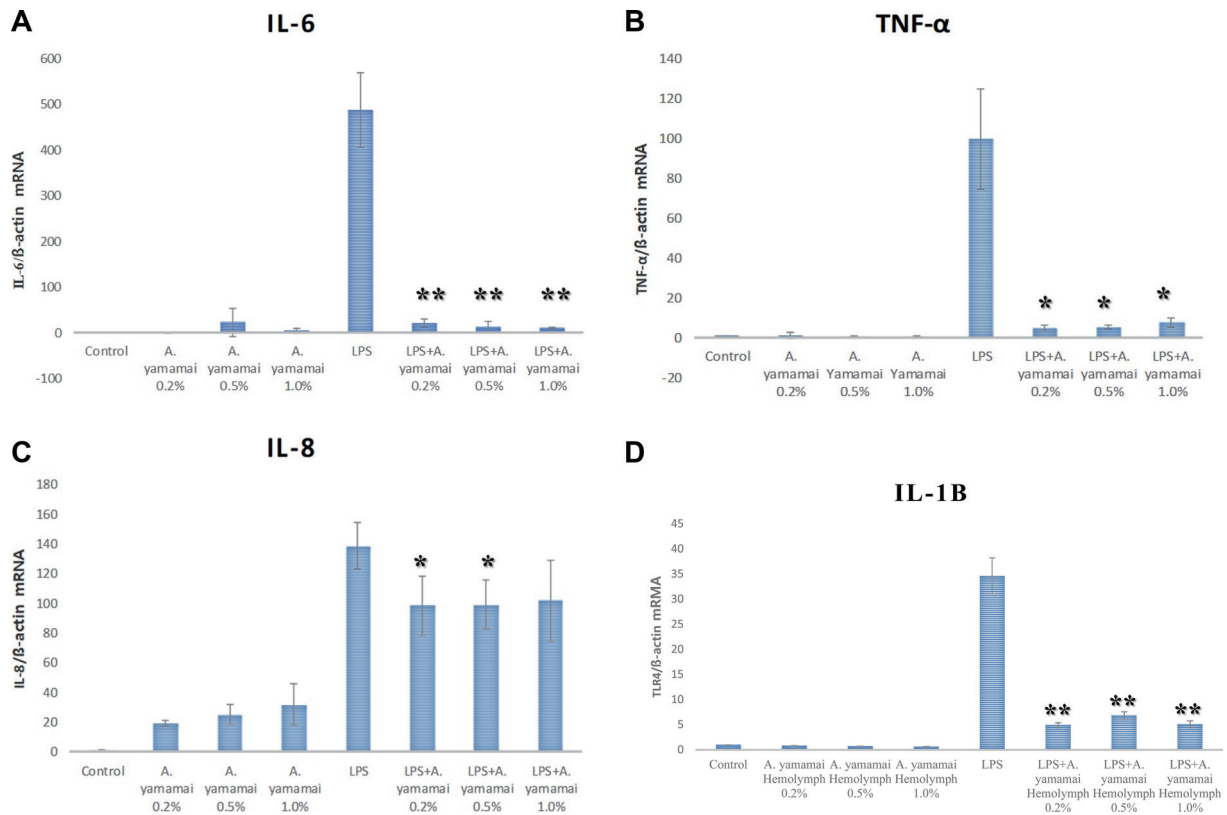 A
IL-6
IL-6/ß-actin mRNA
600
500
400
300
200
100
0
-100
Control
A.
yamamai
0.2%
A.
yamamai
0.5%
A.
yamamai
1.0%
LPS
LPS+A.
yamamai
0.2%
LPS+A.
yamamai
0.5%
LPS+A.
yamamai
1.0%
**
**
**
B
TNF-α
TNF-α/ß-actin mRNA
140
120
100
80
60
40
20
0
-20
Control
A.
yamamai
0.2%
A.
Yamamai
0.5%
A.
Yamamai
1.0%
LPS
LPS+A.
yamamai
0.2%
LPS+A.
yamamai
0.5%
LPS+A.
yamamai
1.0%
*
*
*
C
IL-8
IL-8/ß-actin mRNA
180
160
140
120
100
80
60
40
20
0
Control
A.
yamamai
0.2%
A.
yamamai
0.5%
A.
yamamai
1.0%
LPS
LPS+A.
yamamai
0.2%
LPS+A.
yamamai
0.5%
LPS+A.
yamamai
1.0%
*
*
D
IL-1B
TLR4/ß-actin mRMA
45
40
35
30
25
20
15
10
5
0
Control
A. yamamai
Hemolymph
0.2%
A. yamamai
Hemolymph
0.5%
A. yamamai
Hemolymph
1.0%
LPS
LPS+A.
yamamai
Hemolymph
0.2%
LPS+A.
yamamai
Hemolymph
0.5%
LPS+A.
yamamai
Hemolymph
1.0%
**
**
**